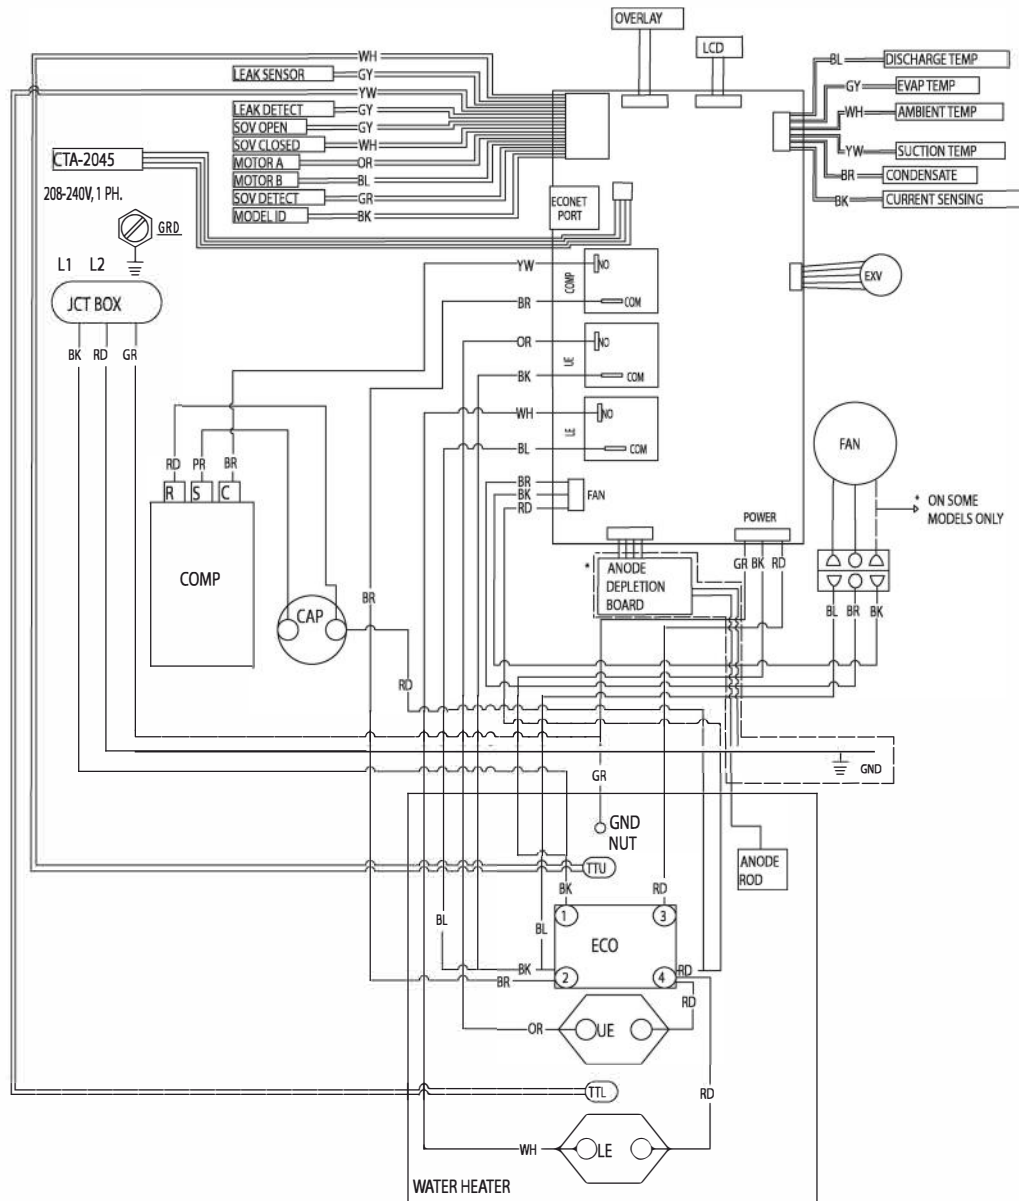 OVERLAY
LCD
WH
LEAK SENSOR
GY
YW
LEAK DETECT
GY
SOV OPEN
GY
SOV CLOSED
WH
MOTOR A
OR
MOTOR B
BL
SOV DETECT
GR
MODEL ID
BK
BL
DISCHARGE TEMP
GY
EVAP TEMP
WH
AMBIENT TEMP
YW
SUCTION TEMP
BR
CONDENSATE
BK
CURRENT SENSING
CTA-2045
208-240V, 1 PH.
GRD
L1 L2
JCT BOX
BK RD GR
ECONET
PORT
EXV
YW
NO
COMP
BR
COM
OR
NO
UE
BK
COM
WH
NO
LE
BL
COM
BR
BK
RD
FAN
FAN
* ON SOME
MODELS ONLY
POWER
GR BK RD
RD PR BR
R S C
COMP
CAP
BR
RD
*
ANODE
DEPLETION
BOARD
BL BR BK
GND
GR
GND
NUT
TTU
ANODE
ROD
BK
RD
1
3
ECO
BL
BL
BK
2
4
RD
BR
RD
OR
UE
TTL
RD
WH
LE
WATER HEATER